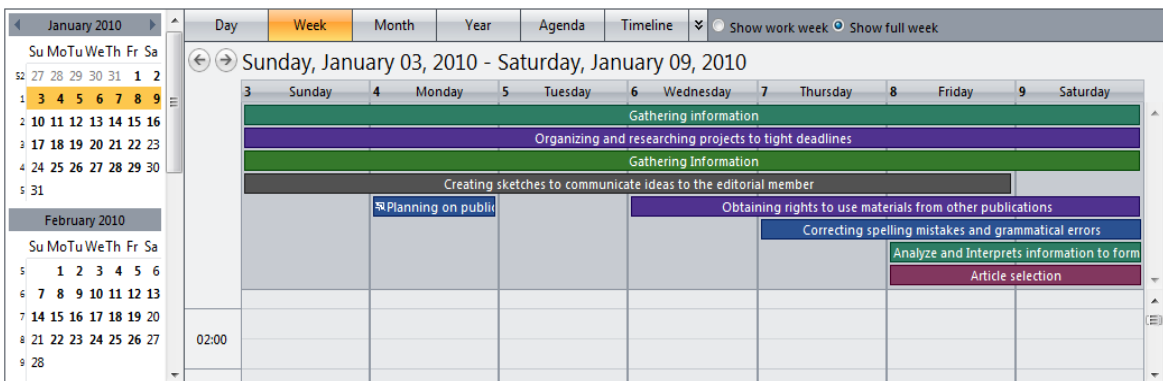 January 2010
Su Mo Tu We Th Fr Sa
52 27 28 29 30 31 1 2
1 3 4 5 6 7 8 9
2 10 11 12 13 14 15 16
3 17 18 19 20 21 22 23
4 24 25 26 27 28 29 30
5 31
February 2010
Su Mo Tu We Th Fr Sa
5 1 2 3 4 5 6
6 7 8 9 10 11 12 13
7 14 15 16 17 18 19 20
8 21 22 23 24 25 26 27
9 28
Day Week Month Year Agenda Timeline Show work week Show full week
Sunday, January 03, 2010 - Saturday, January 09, 2010
3 Sunday 4 Monday 5 Tuesday 6 Wednesday 7 Thursday 8 Friday 9 Saturday
Gathering information
Organizing and researching projects to tight deadlines
Gathering Information
Creating sketches to communicate ideas to the editorial member
Planning on public Obtaining rights to use materials from other publications
Correcting spelling mistakes and grammatical errors
Analyze and Interprets information to form
Article selection
02:00